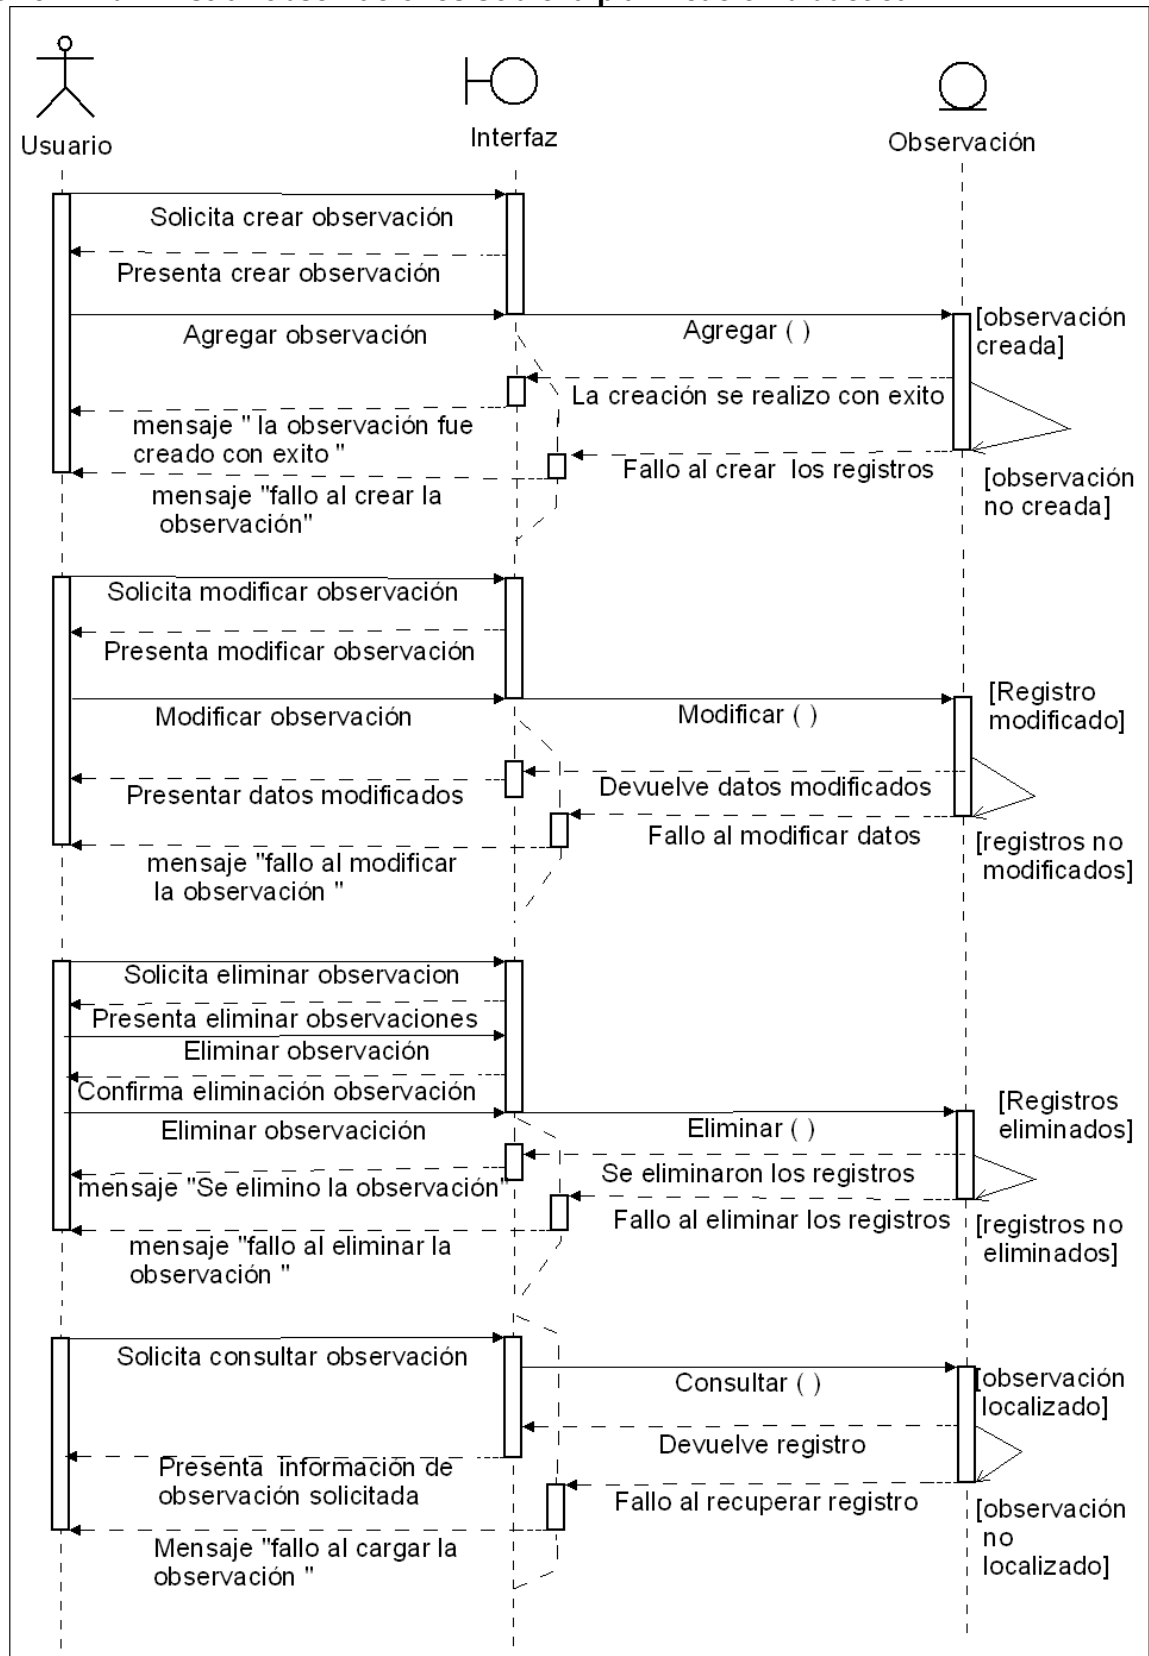 Usuario
Interfaz
Observación
Solicita crear observación
Presenta crear observación
Agregar observación
Agregar ( )
[observación
creada]
La creación se realizo con exito
mensaje " la observación fue
creado con exito "
Fallo al crear los registros
[observación
no creada]
mensaje "fallo al crear la
observación"
Solicita modificar observación
Presenta modificar observación
Modificar observación
Modificar ( )
[Registro
modificado]
Devuelve datos modificados
Presentar datos modificados
Fallo al modificar datos
[registros no
modificados]
mensaje "fallo al modificar
la observación "
Solicita eliminar observacion
Presenta eliminar observaciones
Eliminar observación
Confirma eliminación observación
Eliminar observacición
Eliminar ( )
[Registros
eliminados]
Se eliminaron los registros
mensaje "Se elimino la observación"
Fallo al eliminar los registros
[registros no
eliminados]
mensaje "fallo al eliminar la
observación "
Solicita consultar observación
Consultar ( )
[observación
localizado]
Devuelve registro
Presenta información de
observación solicitada
Fallo al recuperar registro
[observación
no
localizado]
Mensaje "fallo al cargar la
observación "